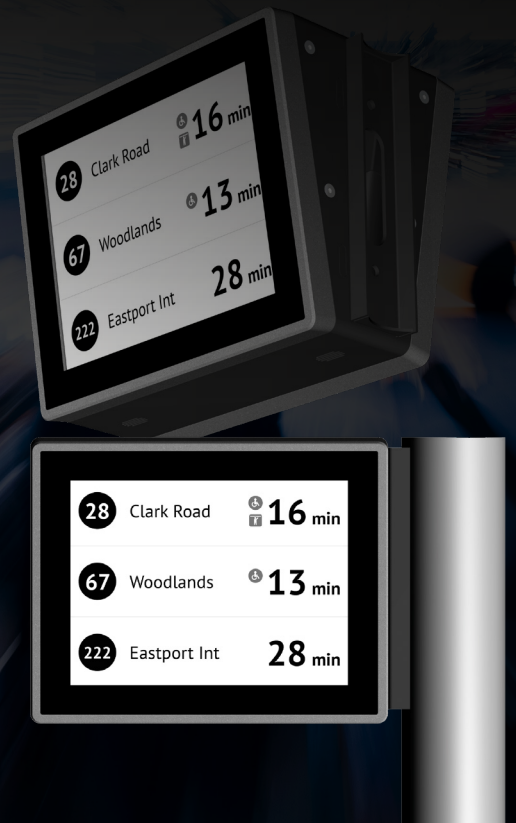 28 Clark Road 16 min
67 Woodlands 13 min
222 Eastport Int 28 min
28 Clark Road 16 min
67 Woodlands 13 min
222 Eastport Int 28 min